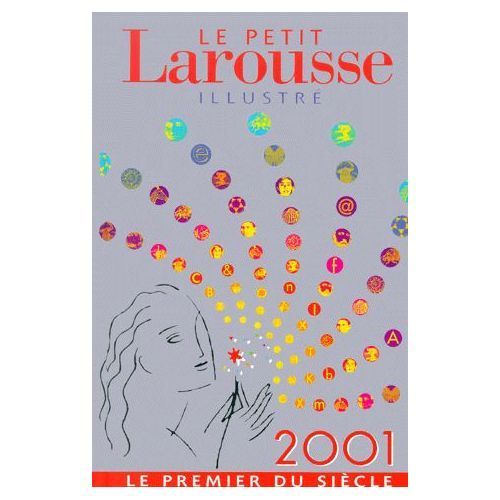 LE PETIT
Larousse
ILLUSTRÉ
e
@
f
C & n
B
l
x
A
T
K b
e x m b
2001
LE PREMIER DU SIÈCLE